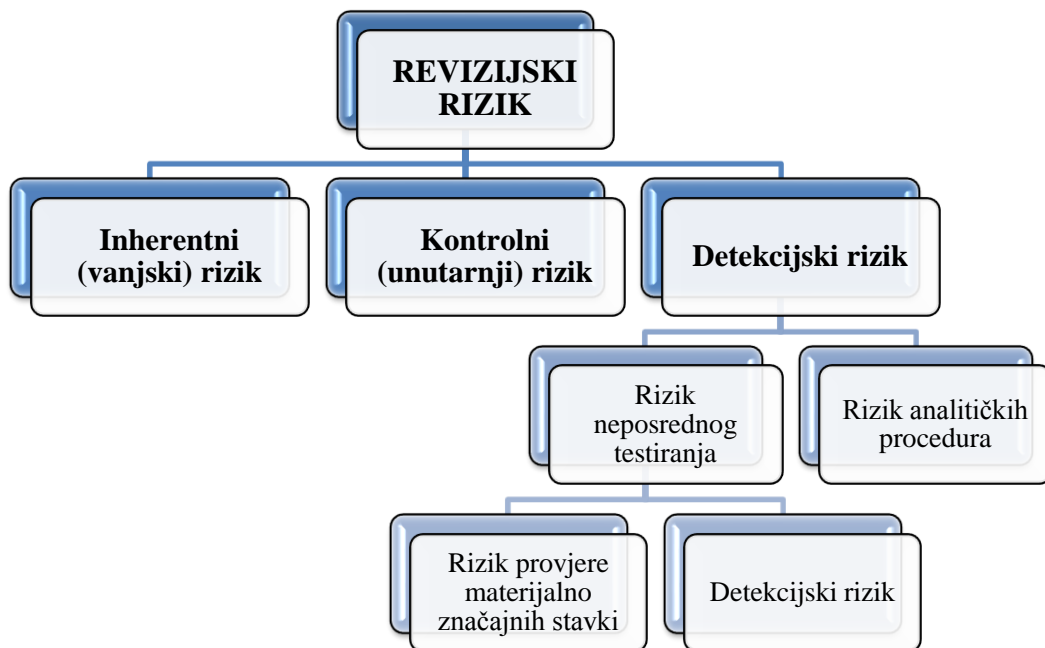 REVIZIJSKI
RIZIK
Inherentni
(vanjski) rizik
Kontrolni
(unutarnji) rizik
Detekcijski rizik
Rizik
neposrednog
testiranja
Rizik analitičkih
procedura
Rizik provjere
materijalno
značajnih stavki
Detekcijski rizik